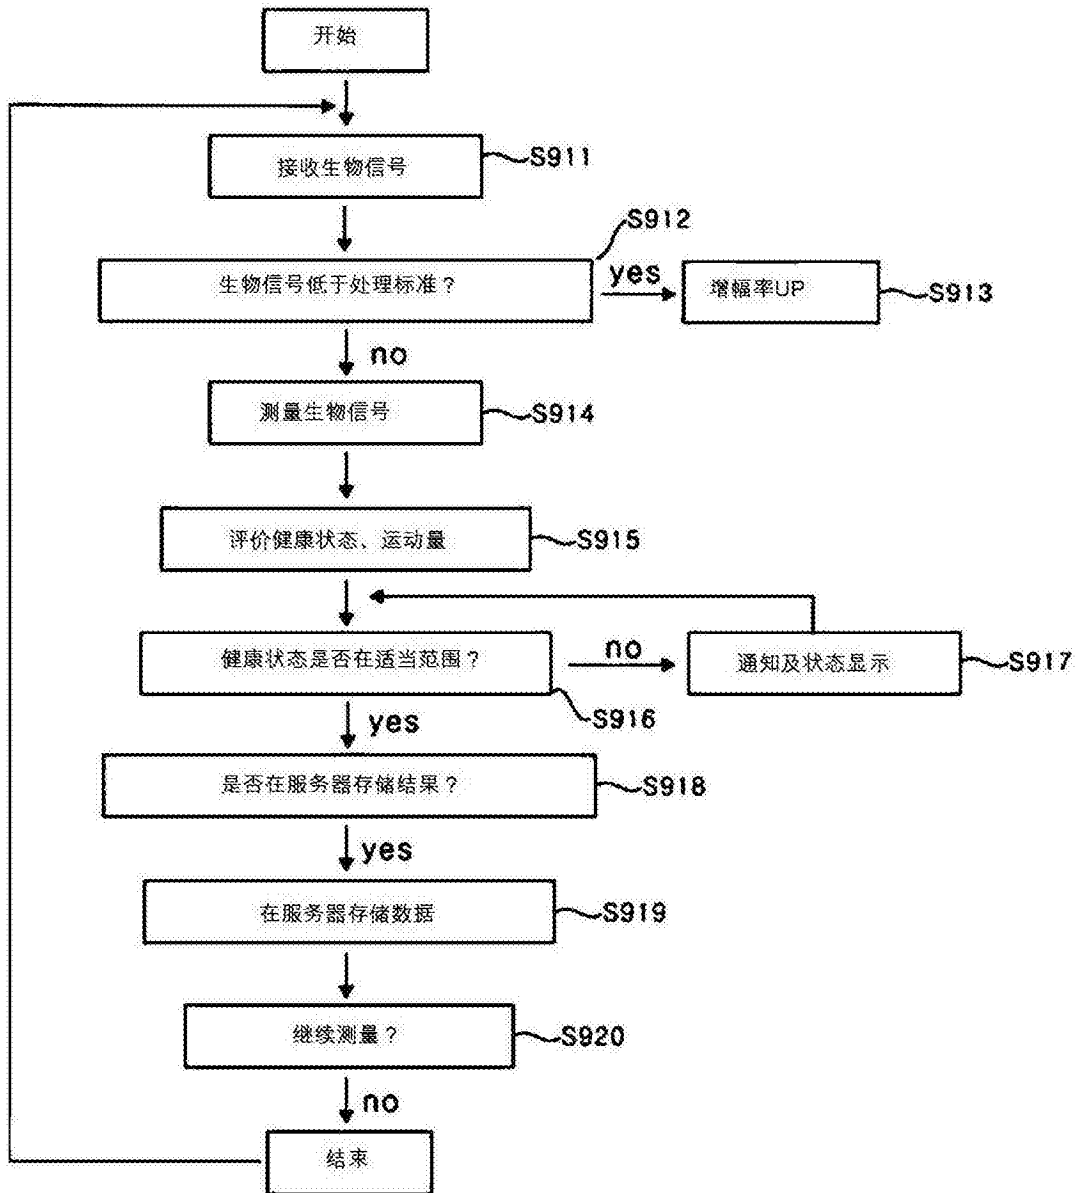 开始
接收生物信号
S911
S912
生物信号低于处理标准？
yes
增幅率UP
S913
no
测量生物信号
S914
评价健康状态、运动量
S915
健康状态是否在适当范围？
no
通知及状态显示
S917
S916
yes
是否在服务器存储结果？
S918
yes
在服务器存储数据
S919
继续测量？
S920
no
结束